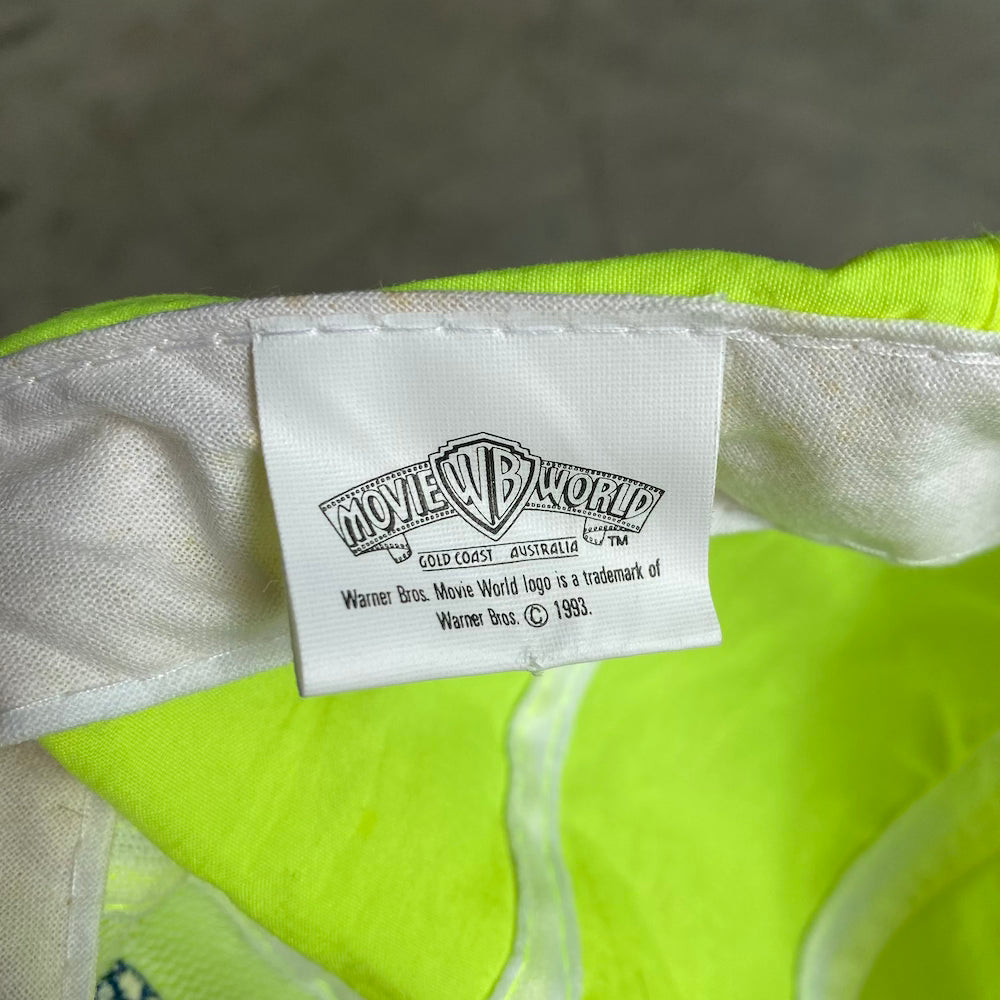 MOVIE WB WORLD TM
GOLD COAST AUSTRALIA
Warner Bros. Movie World logo is a trademark of
Warner Bros. © 1993.